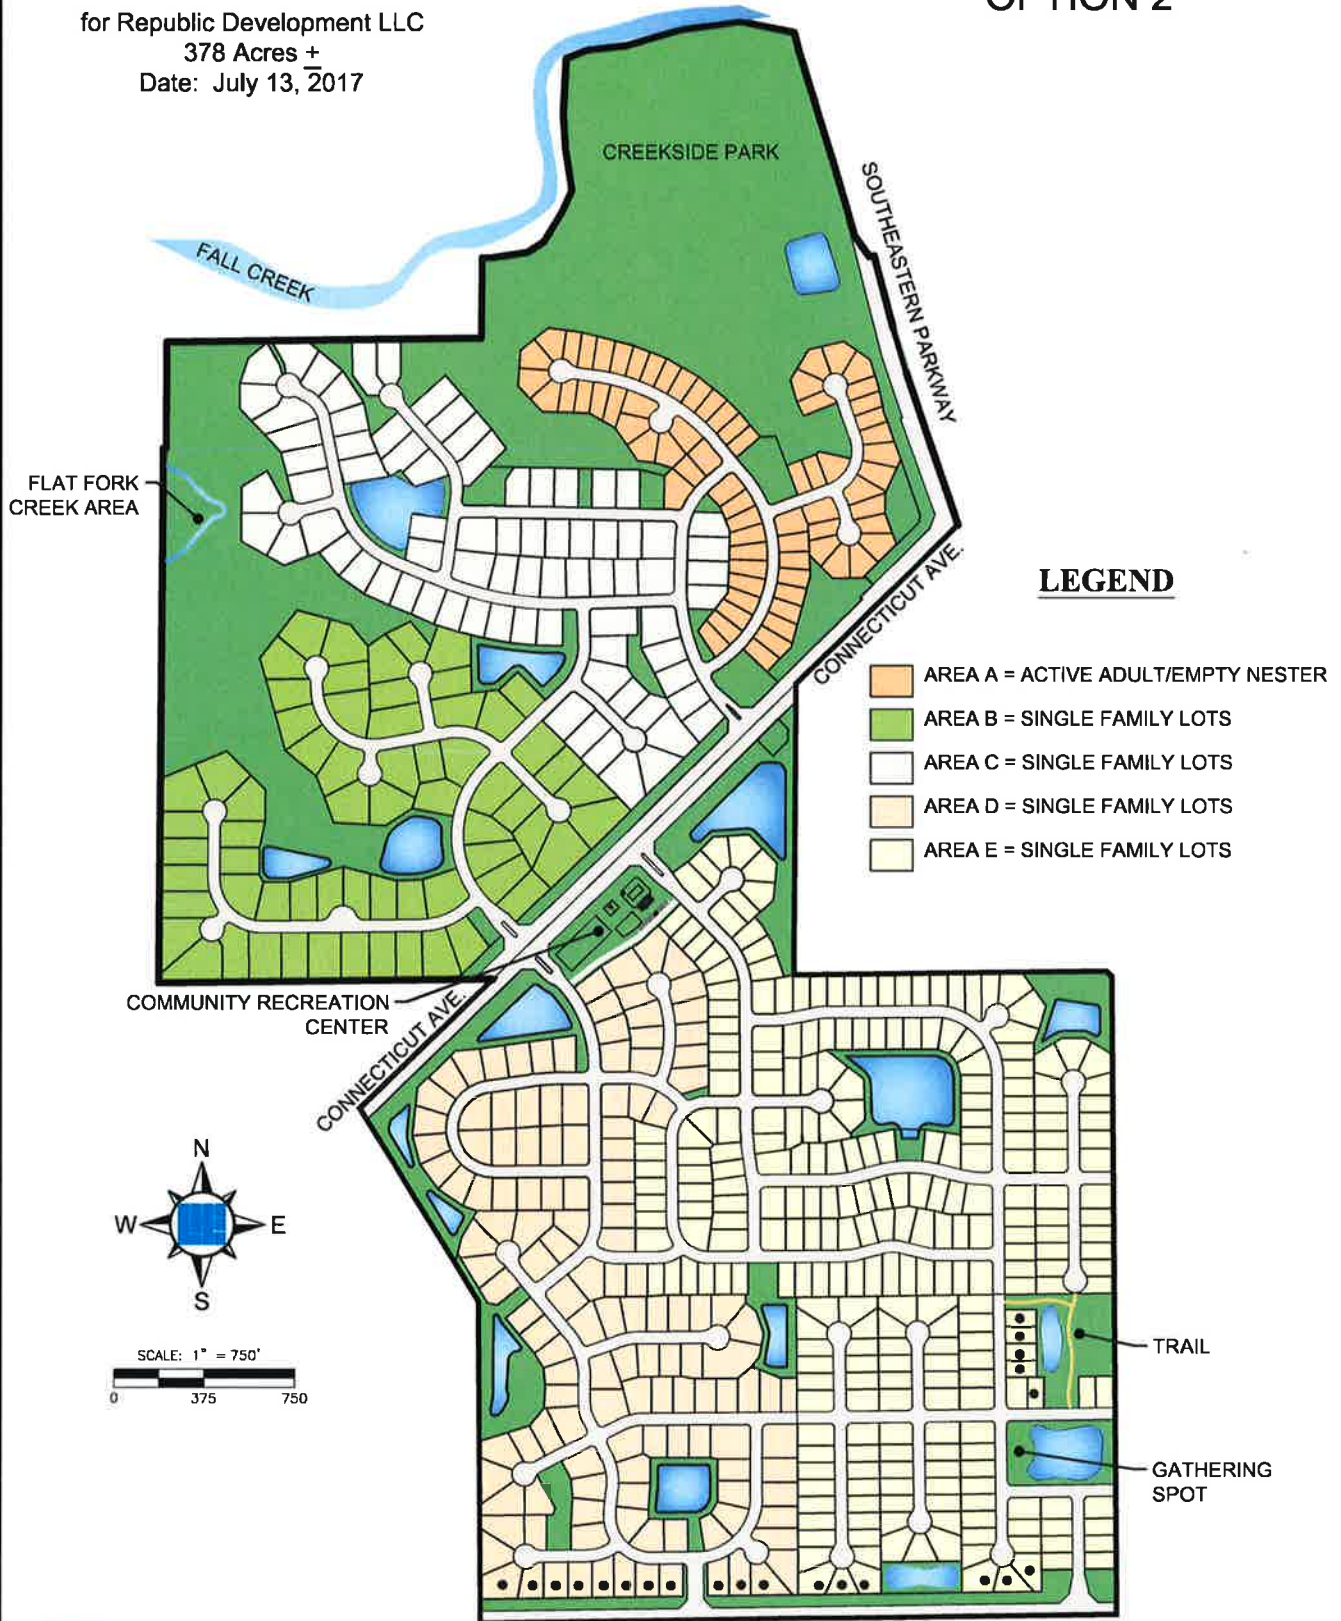 OPTION 2
for Republic Development LLC
378 Acres ±
Date: July 13, 2017
CREEKSIDE PARK
SOUTHEASTERN PARKWAY
FALL CREEK
FLAT FORK
CREEK AREA
CONNECTICUT AVE.
LEGEND
AREA A = ACTIVE ADULT/EMPTY NESTER
AREA B = SINGLE FAMILY LOTS
AREA C = SINGLE FAMILY LOTS
AREA D = SINGLE FAMILY LOTS
AREA E = SINGLE FAMILY LOTS
COMMUNITY RECREATION
CENTER
CONNECTICUT AVE.
N
W
E
S
SCALE: 1" = 750'
0 375 750
TRAIL
GATHERING
SPOT